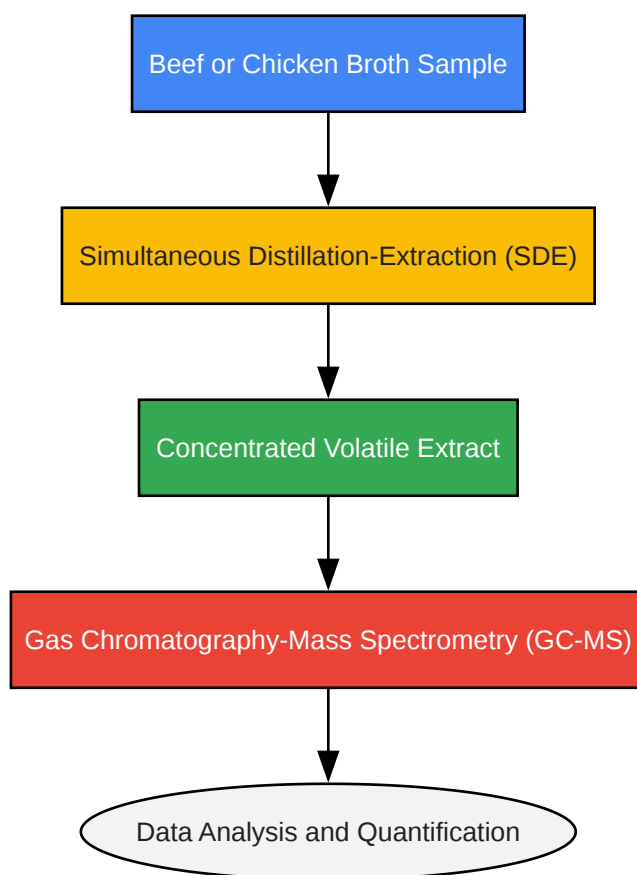 Beef or Chicken Broth Sample
Simultaneous Distillation-Extraction (SDE)
Concentrated Volatile Extract
Gas Chromatography-Mass Spectrometry (GC-MS)
Data Analysis and Quantification